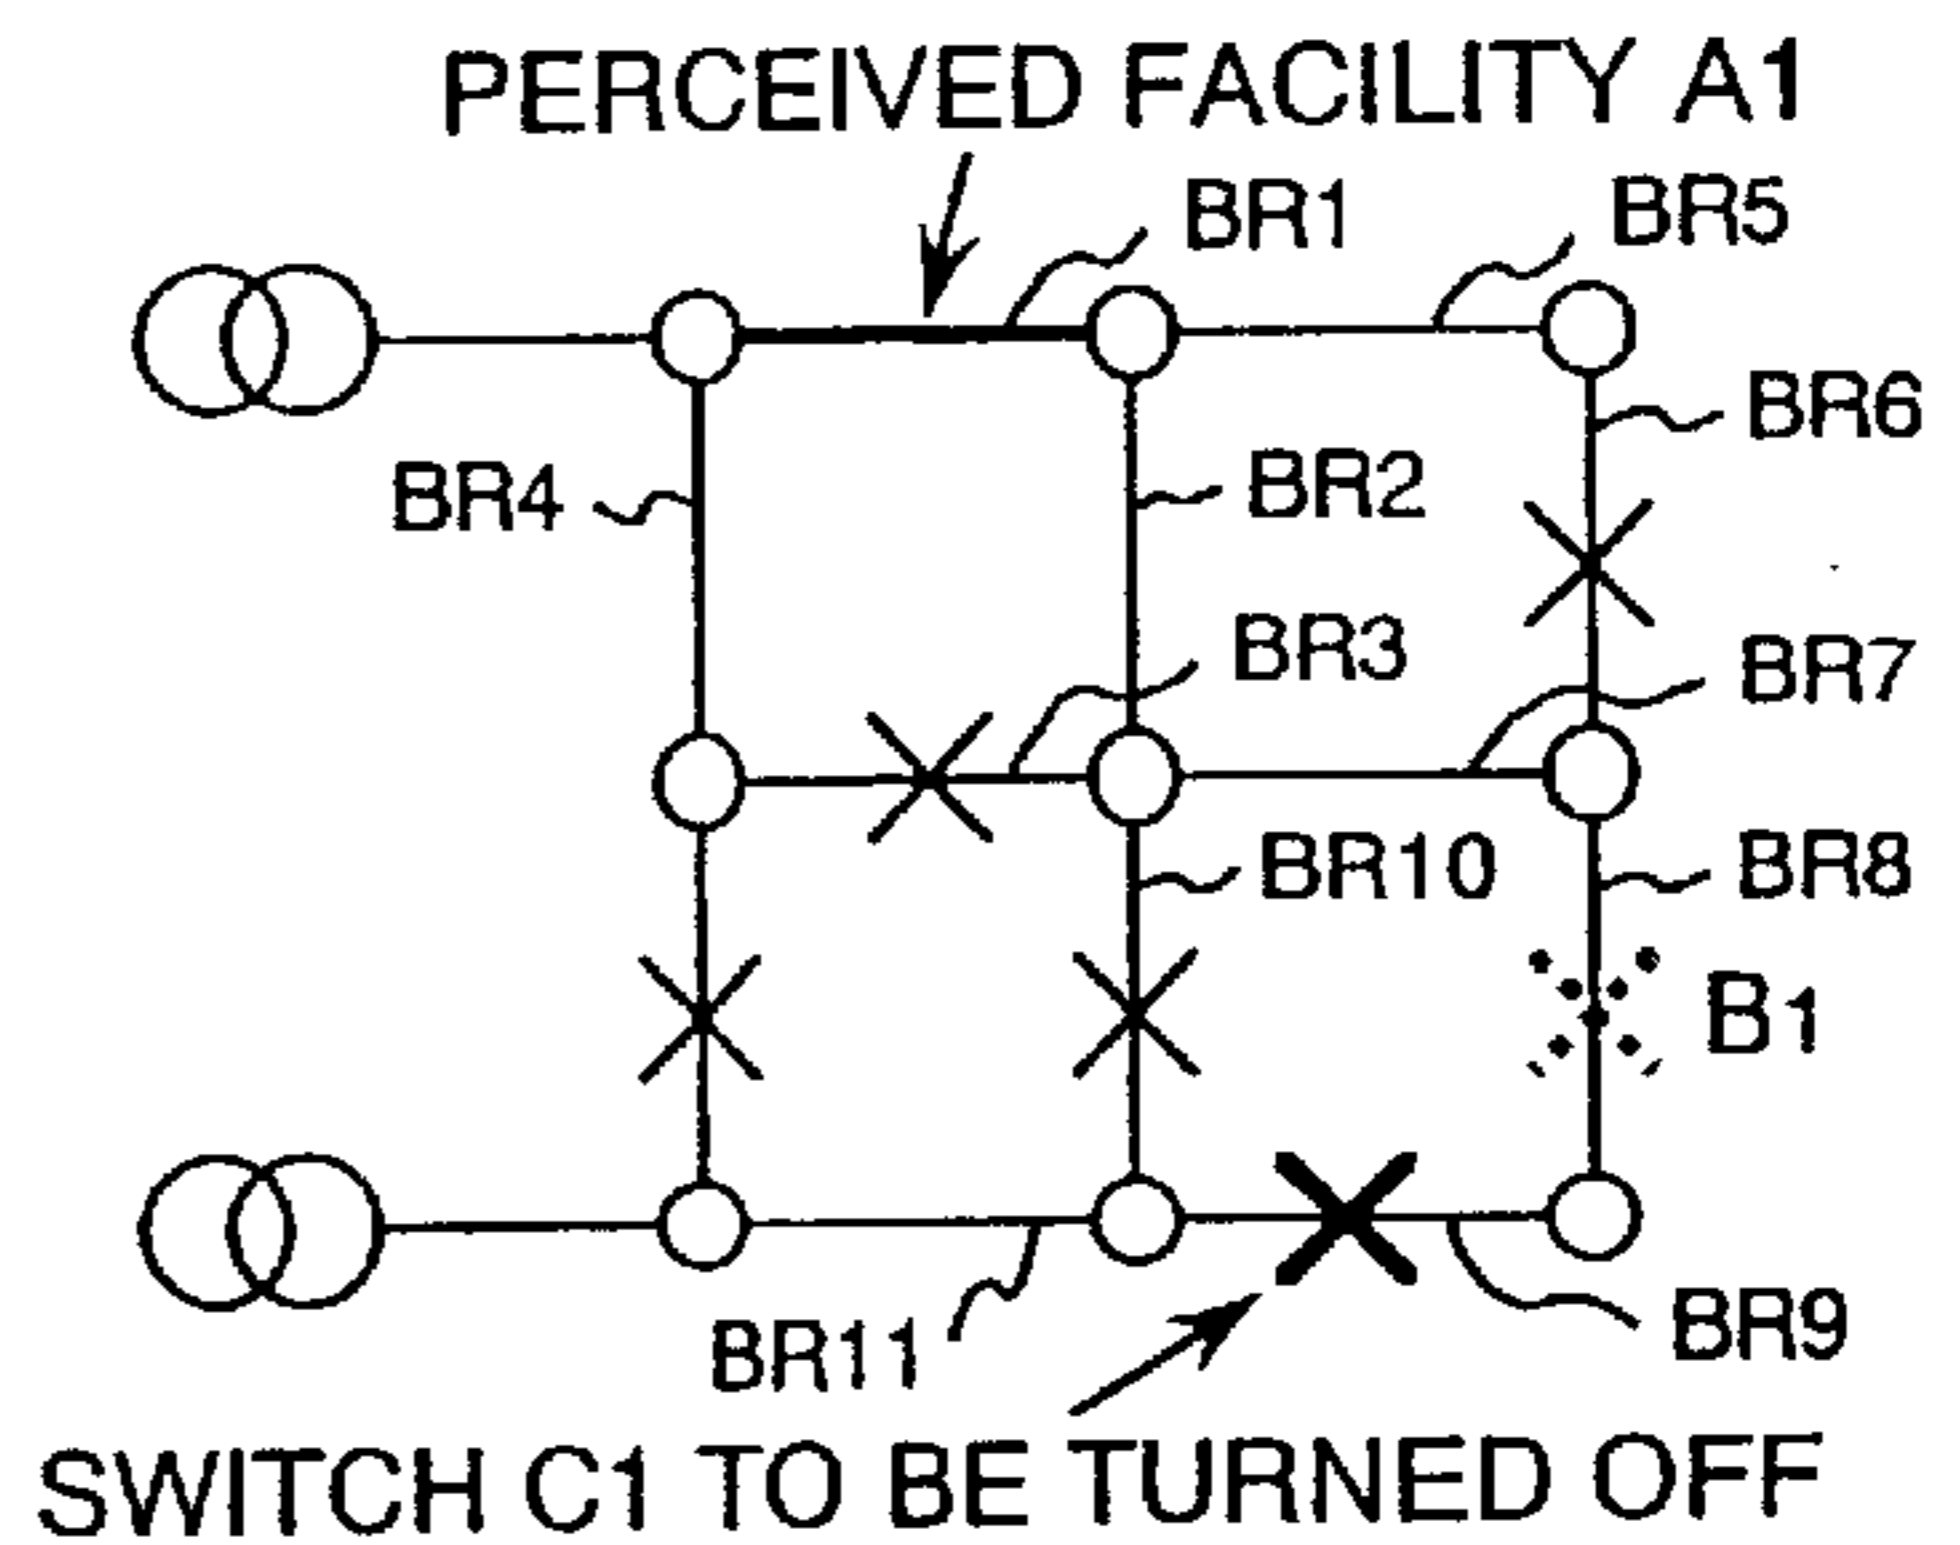 PERCEIVED FACILITY A1
BR1
BR5
BR6
BR4
BR2
BR3
BR7
BR10
BR8
B1
BR11
BR9
SWITCH C1 TO BE TURNED OFF